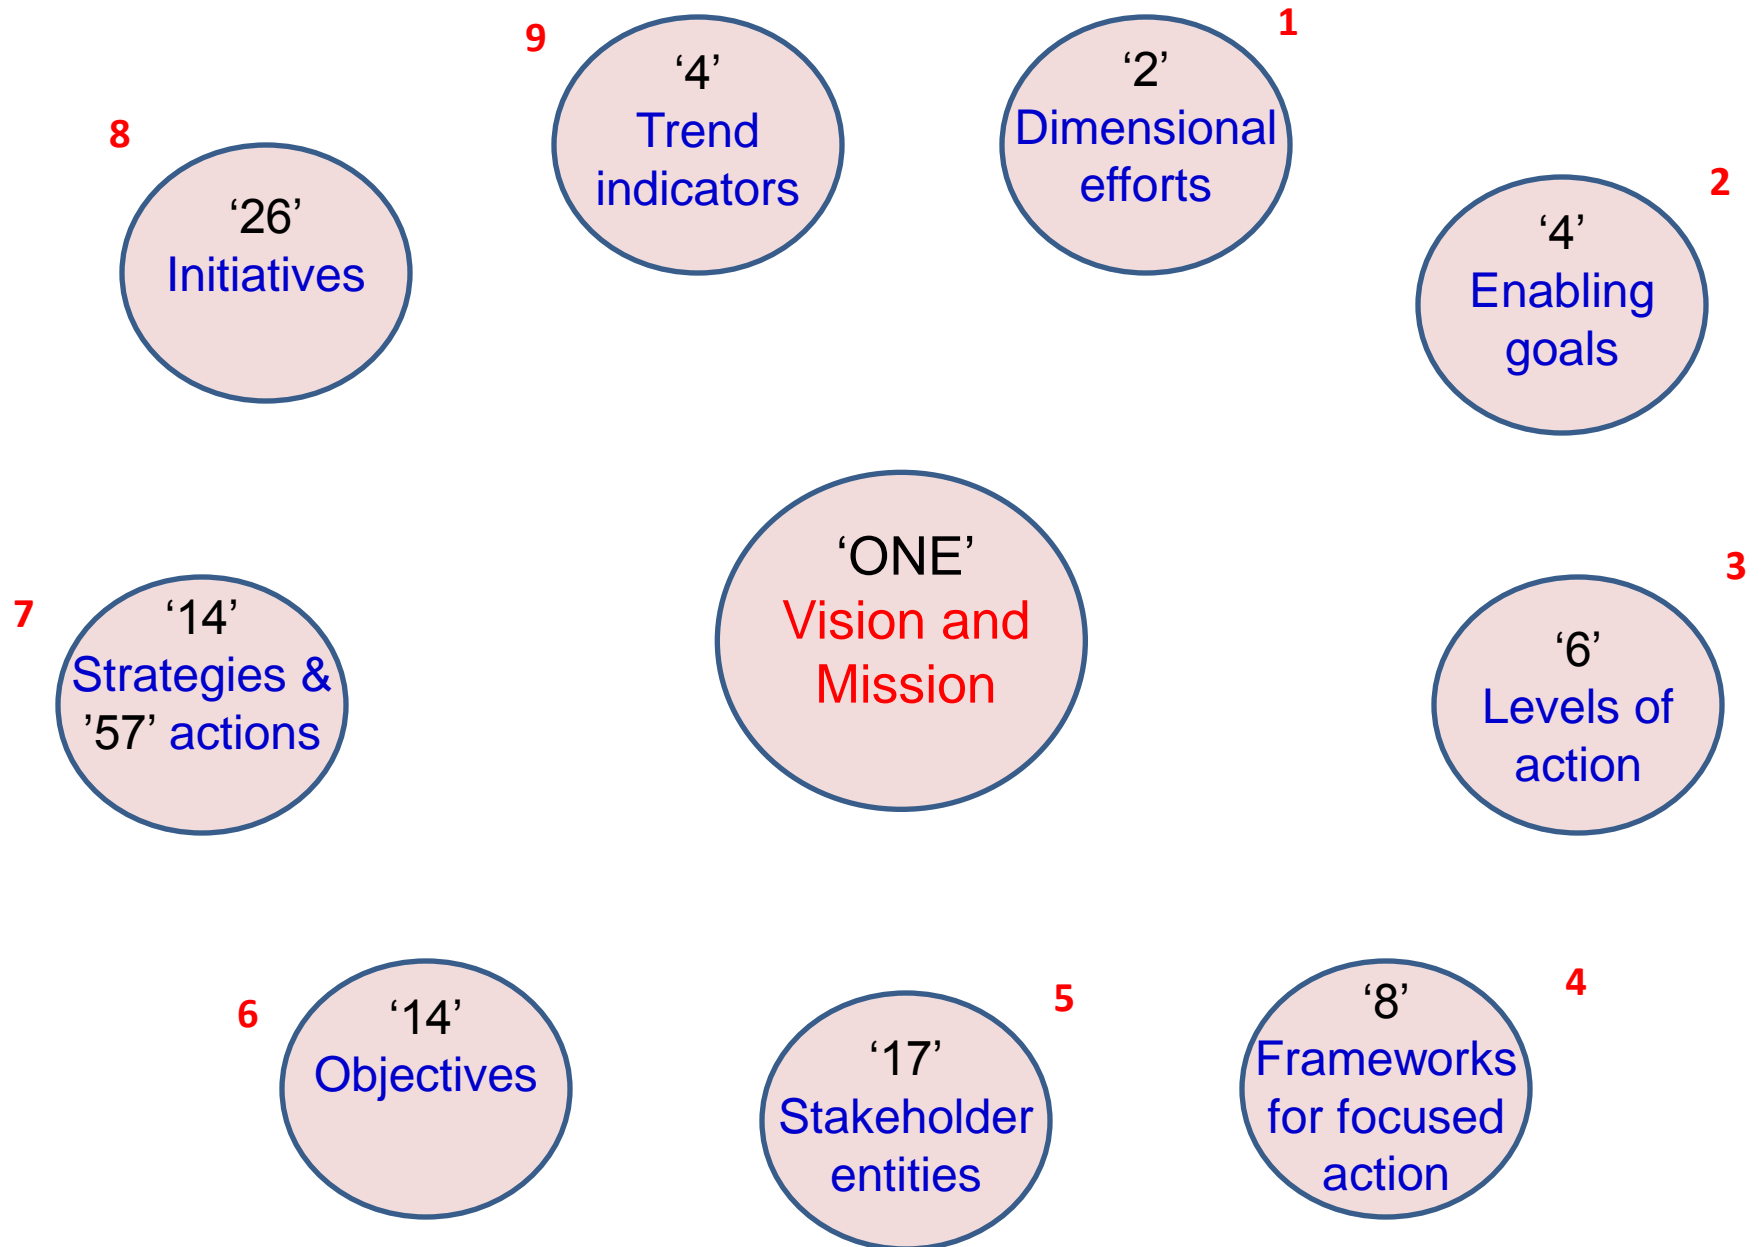 ‘ONE’
Vision and
Mission
1
‘2’
Dimensional
efforts
2
‘4’
Enabling
goals
3
‘6’
Levels of
action
4
‘8’
Frameworks
for focused
action
5
‘17’
Stakeholder
entities
6
‘14’
Objectives
7
‘14’
Strategies &
’57’ actions
8
‘26’
Initiatives
9
‘4’
Trend
indicators